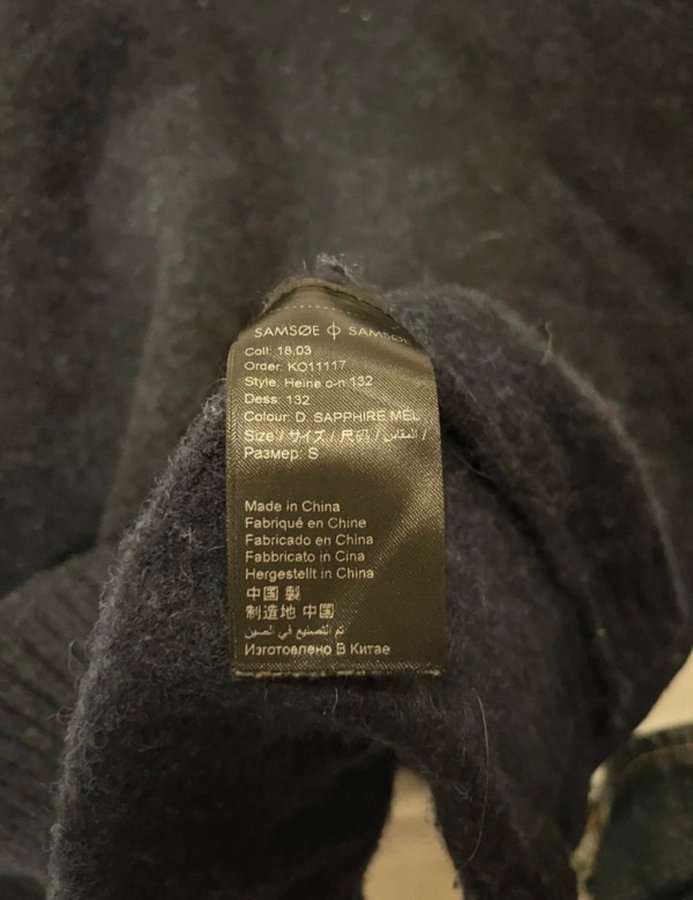 SAMSØE ɸ SAMSØE
Coll: 18.03
Order. KO11117
Style. Heine o-n 132
Dess: 132
Colour: D. SAPPHIRE MEL
Size / サイズ / 尺码 / المقاس /
Размер: S
Made in China
Fabriqué en Chine
Fabricado en China
Fabbricato in Cina
Hergestellt in China
中国 製
制造地 中国
تم التصنيع في الصين
Изготовлено В Китае